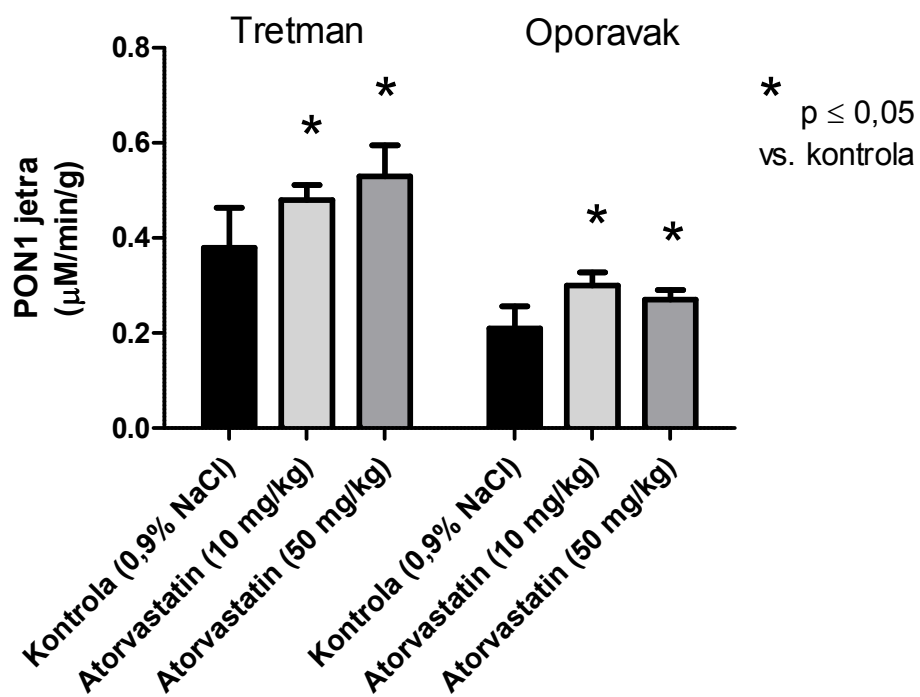 Tretman
Oporavak
*
p ≤ 0,05
vs. kontrola
PON1 jetra
(µM/min/g)
0.8
0.6
0.4
0.2
0.0
*
*
*
*
Kontrola (0,9% NaCl)
Atorvastatin (10 mg/kg)
Atorvastatin (50 mg/kg)
Kontrola (0,9% NaCl)
Atorvastatin (10 mg/kg)
Atorvastatin (50 mg/kg)